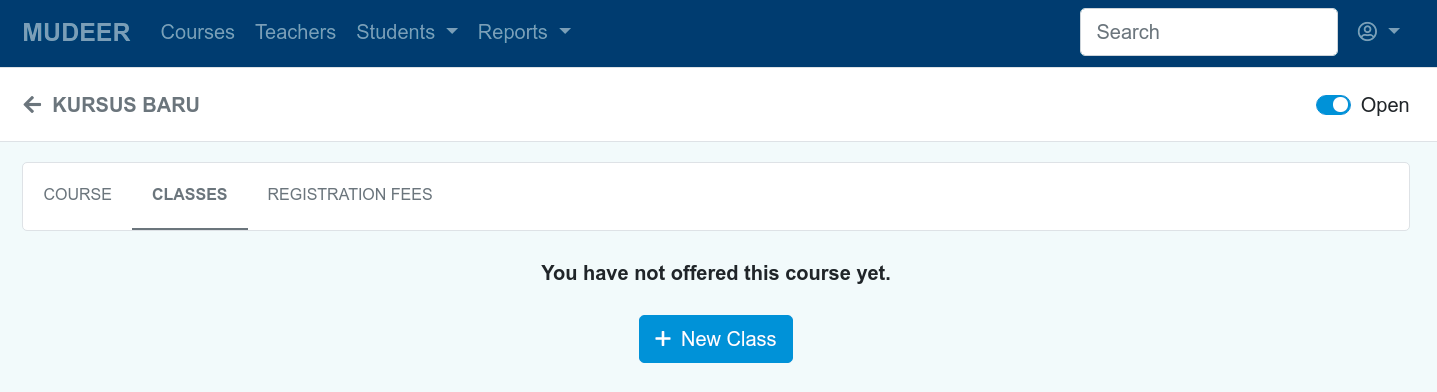 MUDEER Courses Teachers Students Reports Search
KURSUS BARU Open
COURSE CLASSES REGISTRATION FEES
You have not offered this course yet.
+ New Class